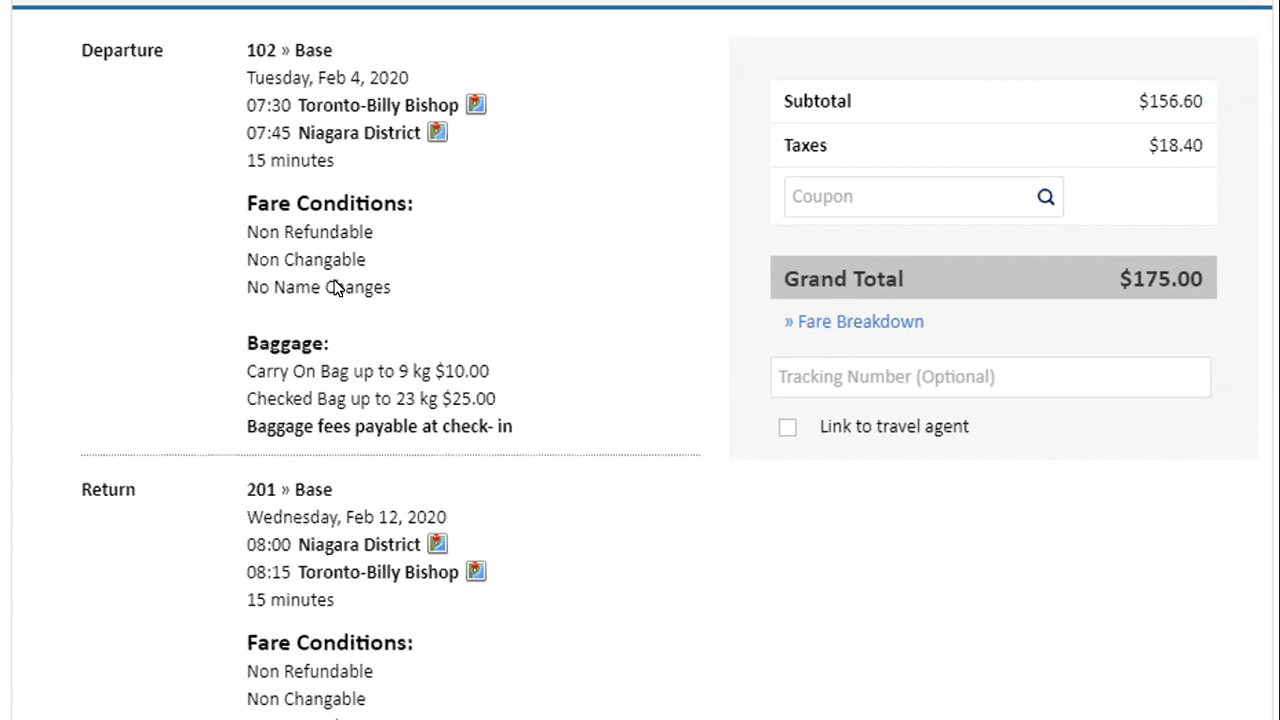 Departure
102 » Base
Tuesday, Feb 4, 2020
07:30 Toronto-Billy Bishop
07:45 Niagara District
15 minutes
Fare Conditions:
Non Refundable
Non Changable
No Name Changes
Baggage:
Carry On Bag up to 9 kg $10.00
Checked Bag up to 23 kg $25.00
Baggage fees payable at check- in
Return
201 » Base
Wednesday, Feb 12, 2020
08:00 Niagara District
08:15 Toronto-Billy Bishop
15 minutes
Fare Conditions:
Non Refundable
Non Changable
Subtotal $156.60
Taxes $18.40
Coupon
Grand Total $175.00
» Fare Breakdown
Tracking Number (Optional)
Link to travel agent